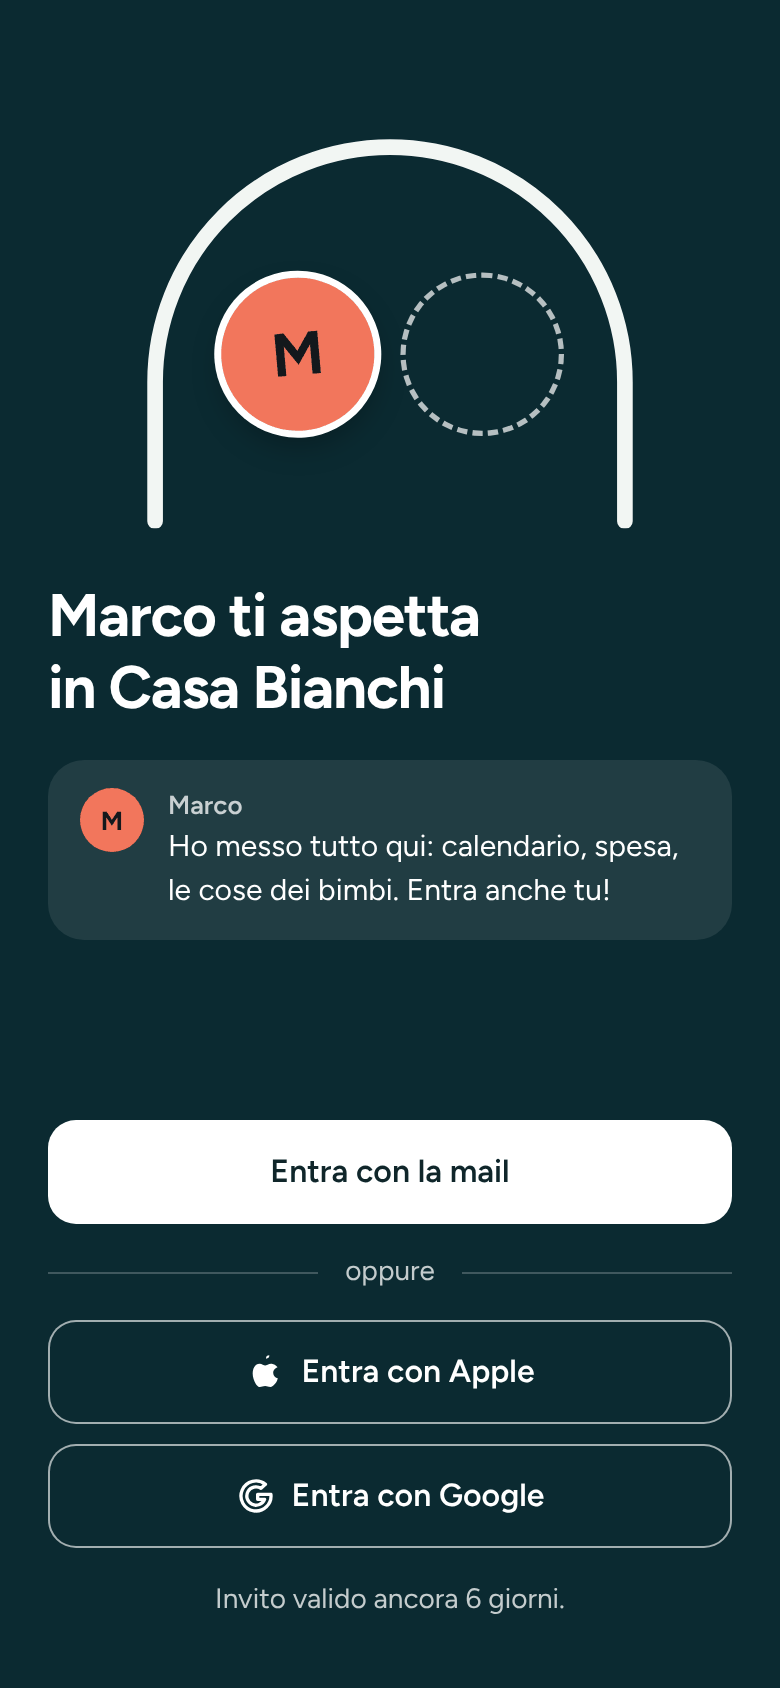 M
Marco ti aspetta
in Casa Bianchi
M
Marco
Ho messo tutto qui: calendario, spesa,
le cose dei bimbi. Entra anche tu!
Entra con la mail
oppure
Entra con Apple
Entra con Google
Invito valido ancora 6 giorni.